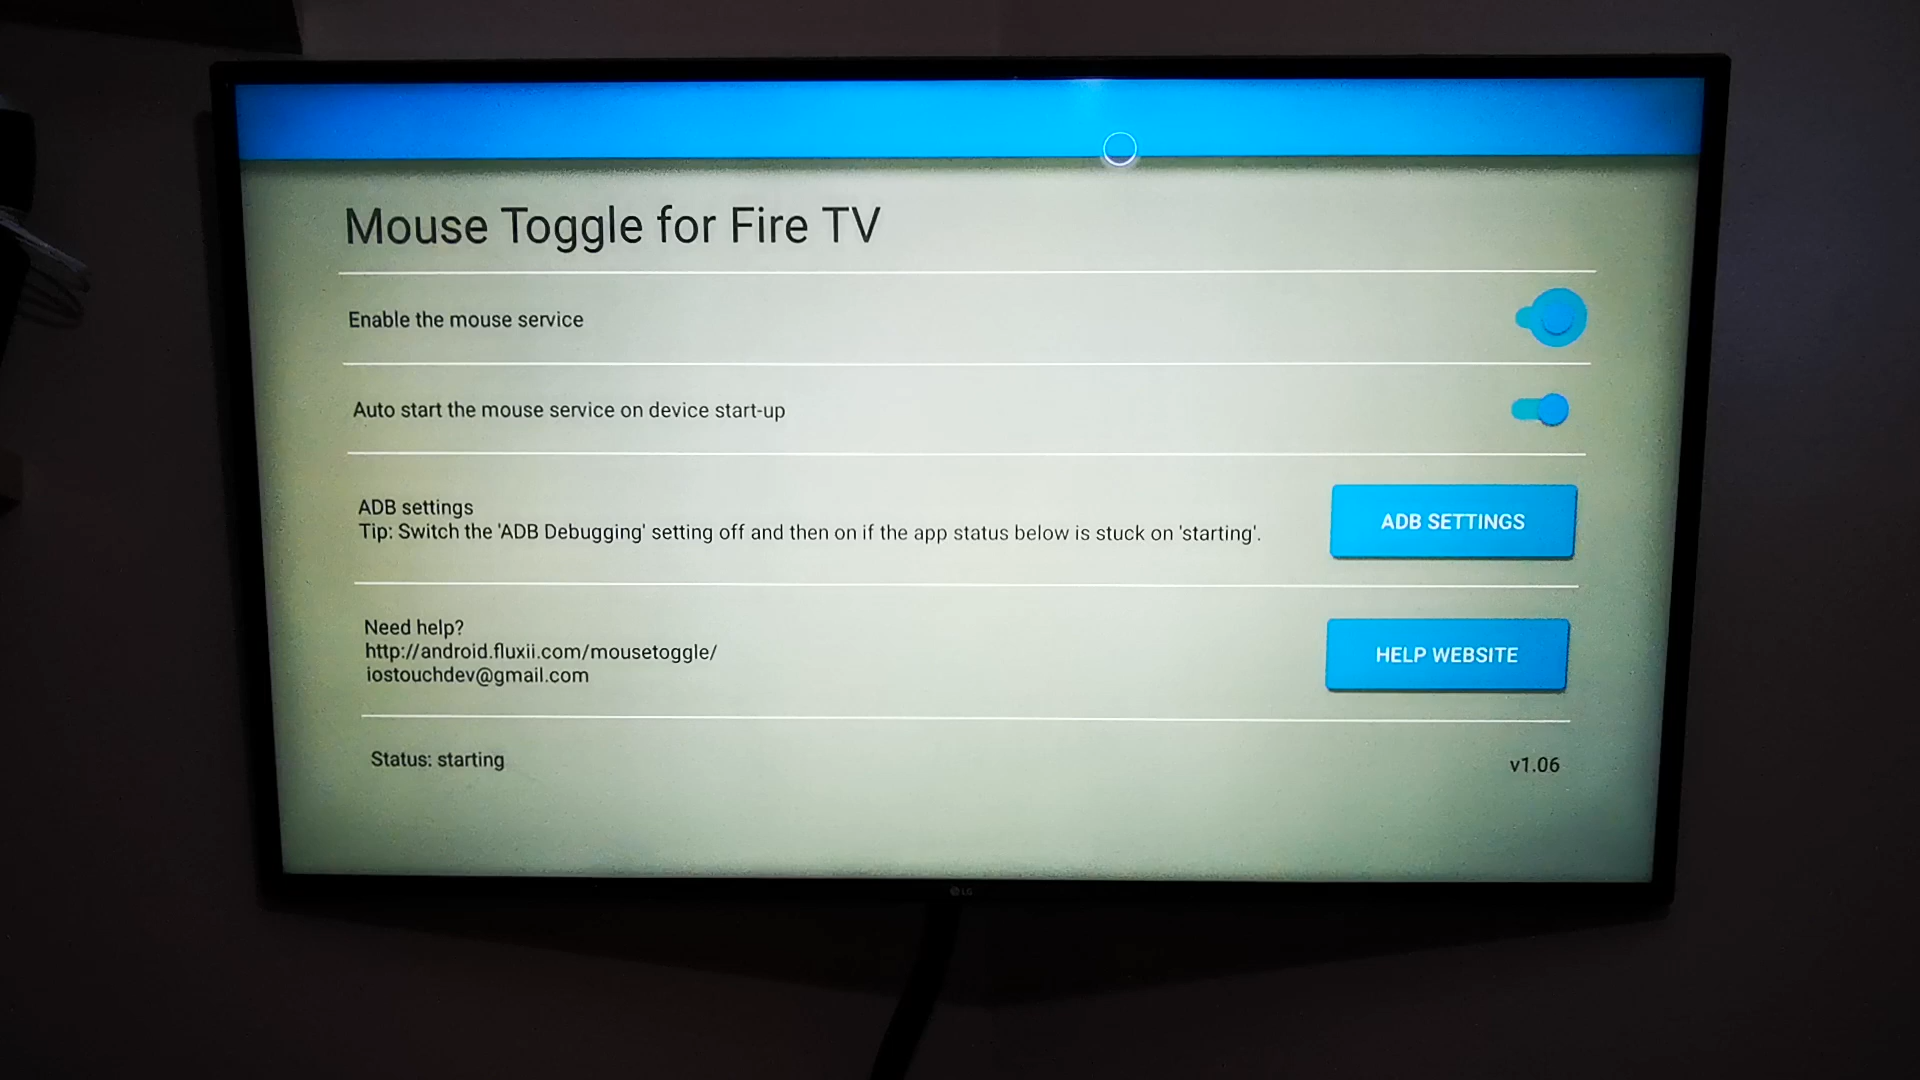 Mouse Toggle for Fire TV
Enable the mouse service
Auto start the mouse service on device start-up
ADB settings
Tip: Switch the 'ADB Debugging' setting off and then on if the app status below is stuck on 'starting'.
ADB SETTINGS
Need help?
http://android.fluxii.com/mousetoggle/
iostouchdev@gmail.com
HELP WEBSITE
Status: starting
v1.06
LG